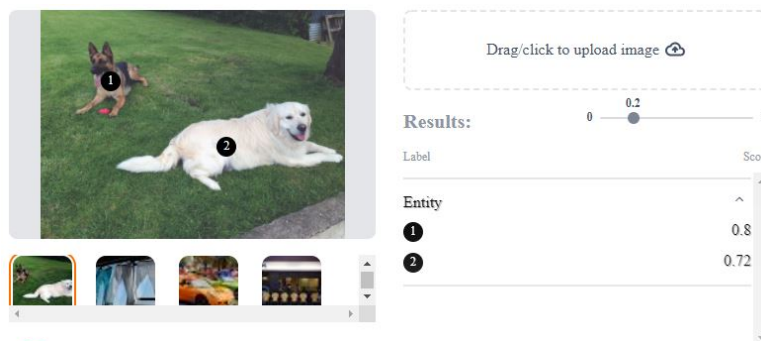 1
2
Drag/click to upload image
Results:
0
0.2
Label
Sco
Entity
1
0.8
2
0.72